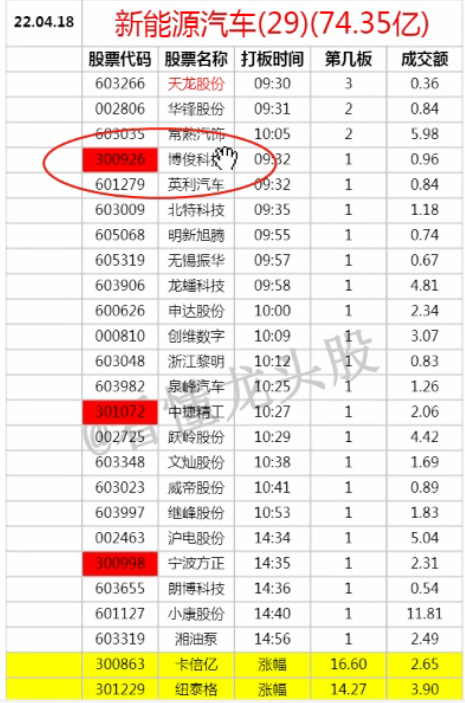 22.04.18 新能源汽车(29)(74.35亿)
股票代码 股票名称 打板时间 第几板 成交额
603266 天龙股份 09:30 3 0.36
002806 华锋股份 09:31 2 0.84
603035 常熟汽饰 10:05 2 5.98
300926 博俊科技 09:32 1 0.96
601279 英利汽车 09:32 1 0.84
603009 北特科技 09:35 1 1.18
605068 明新旭腾 09:55 1 0.74
605319 无锡振华 09:57 1 0.67
603906 龙蟠科技 09:58 1 4.81
600626 申达股份 10:00 1 2.34
000810 创维数字 10:09 1 3.07
603048 浙江黎明 10:12 1 0.83
603982 泉峰汽车 10:25 1 1.26
301072 中捷精工 10:27 1 2.06
002725 跃岭股份 10:29 1 4.42
603348 文灿股份 10:38 1 1.69
603023 威帝股份 10:41 1 0.89
603997 继峰股份 10:53 1 1.83
002463 沪电股份 14:34 1 5.04
300998 宁波方正 14:35 1 2.31
603655 朗博科技 14:36 1 0.54
601127 小康股份 14:40 1 11.81
603319 湘油泵 14:56 1 2.49
300863 卡倍亿 涨幅 16.60 2.65
301229 纽泰格 涨幅 14.27 3.90
@看懂龙头股